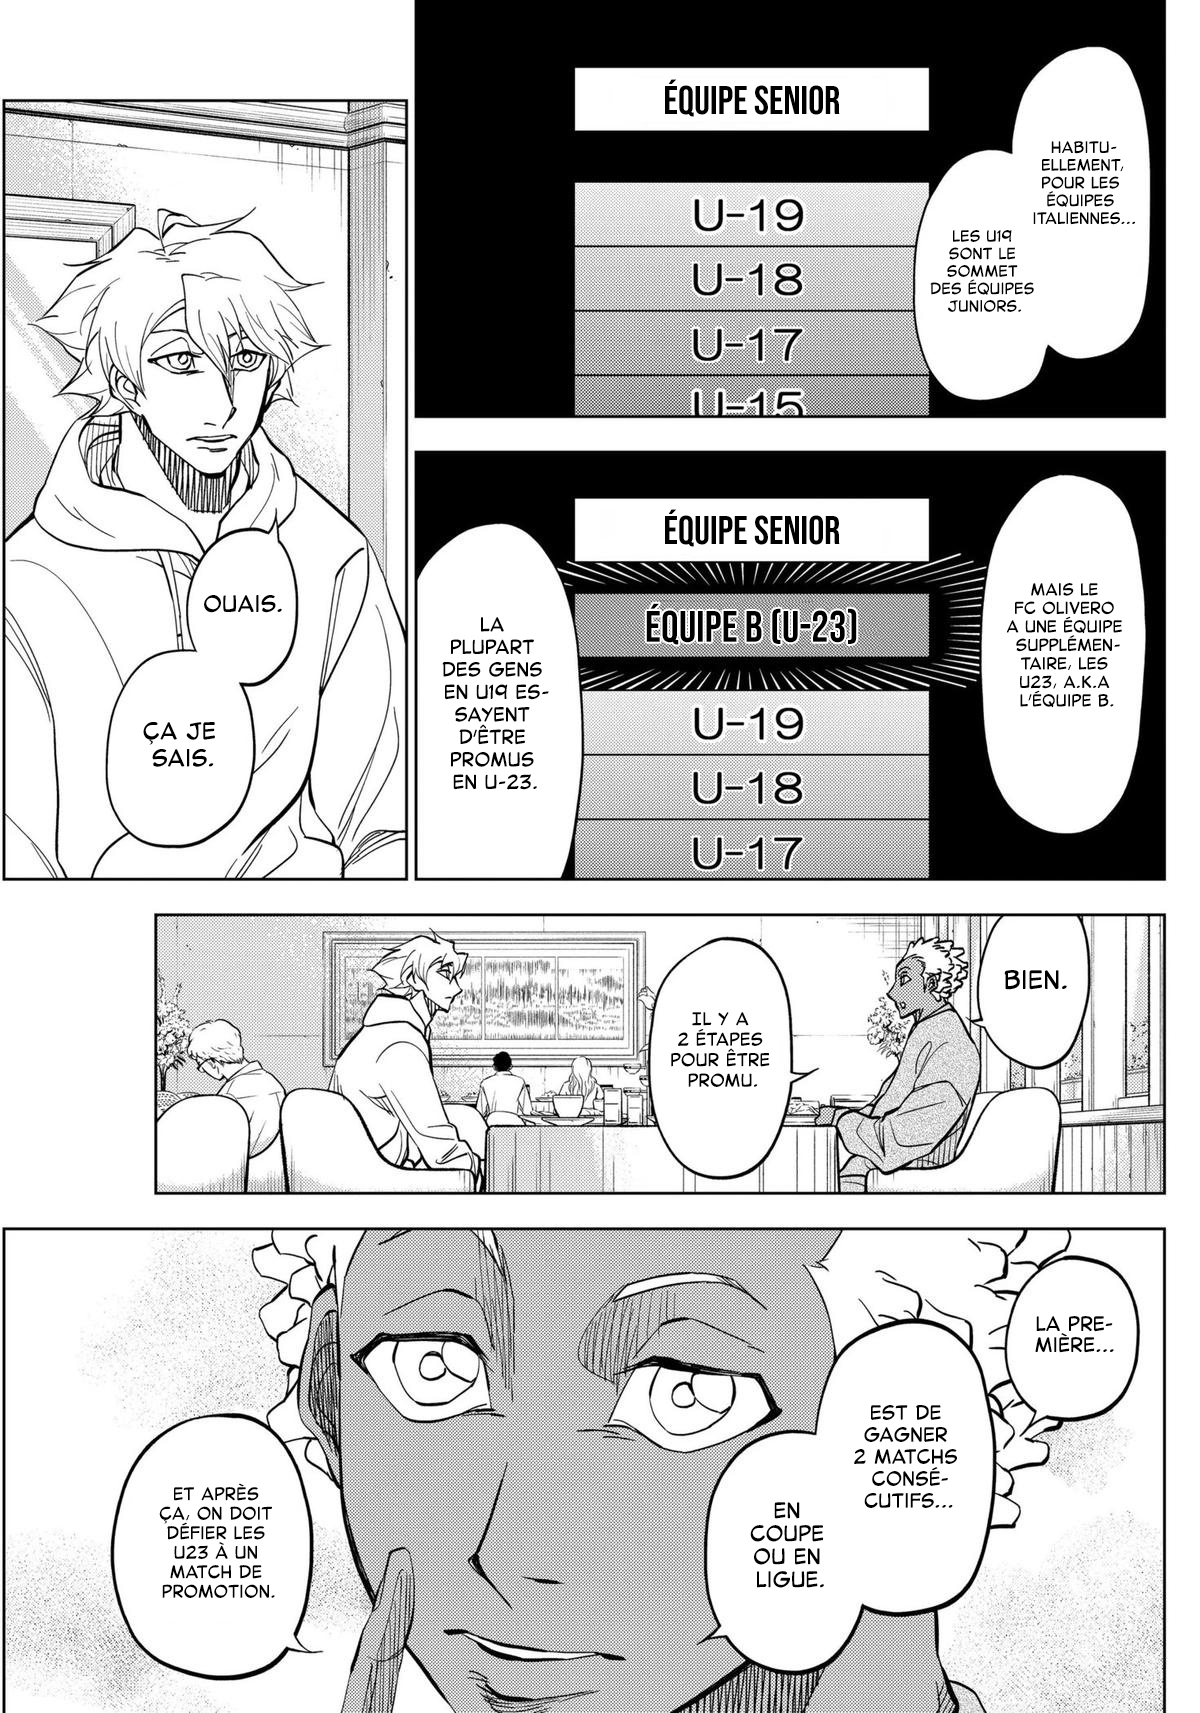 ÉQUIPE SENIOR
U-19
U-18
U-17
U-15
HABITU-
ELLEMENT,
POUR LES
ÉQUIPES
ITALIENNES...
LES U19
SONT LE
SOMMET
DES ÉQUIPES
JUNIORS.
ÉQUIPE SENIOR
ÉQUIPE B (U-23)
U-19
U-18
U-17
MAIS LE
FC OLIVERO
A UNE ÉQUIPE
SUPPLÉM-
ENTAIRE, LES
U23, A.K.A
L'ÉQUIPE B.
LA
PLUPART
DES GENS
EN U19 ES-
SAYENT
D'ÊTRE
PROMUS
EN U-23.
OUAIS.
ÇA JE
SAIS.
BIEN.
IL Y A
2 ÉTAPES
POUR ÊTRE
PROMU.
LA PRE-
MIÈRE...
EST DE
GAGNER
2 MATCHS
CONSÉ-
CUTIFS...
EN
COUPE
OU EN
LIGUE.
ET APRÈS
ÇA, ON DOIT
DÉFIER LES
U23 À UN
MATCH DE
PROMOTION.